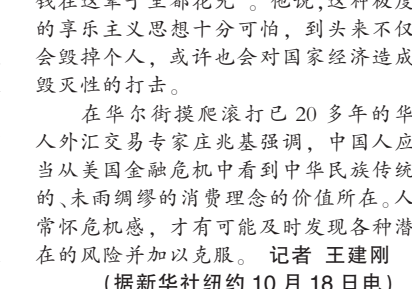 钱在这辈子里都花光”。他说，这种极度
的享乐主义思想十分可怕，到头来不仅
会毁掉个人，或许也会对国家经济造成
毁灭性的打击。
在华尔街摸爬滚打已 20 多年的华
人外汇交易专家庄兆基强调，中国人应
当从美国金融危机中看到中华民族传统
的、未雨绸缪的消费理念的价值所在。人
常怀危机感，才有可能及时发现各种潜
在的风险并加以克服。 记者 王建刚
（据新华社纽约 10 月 18 日电）